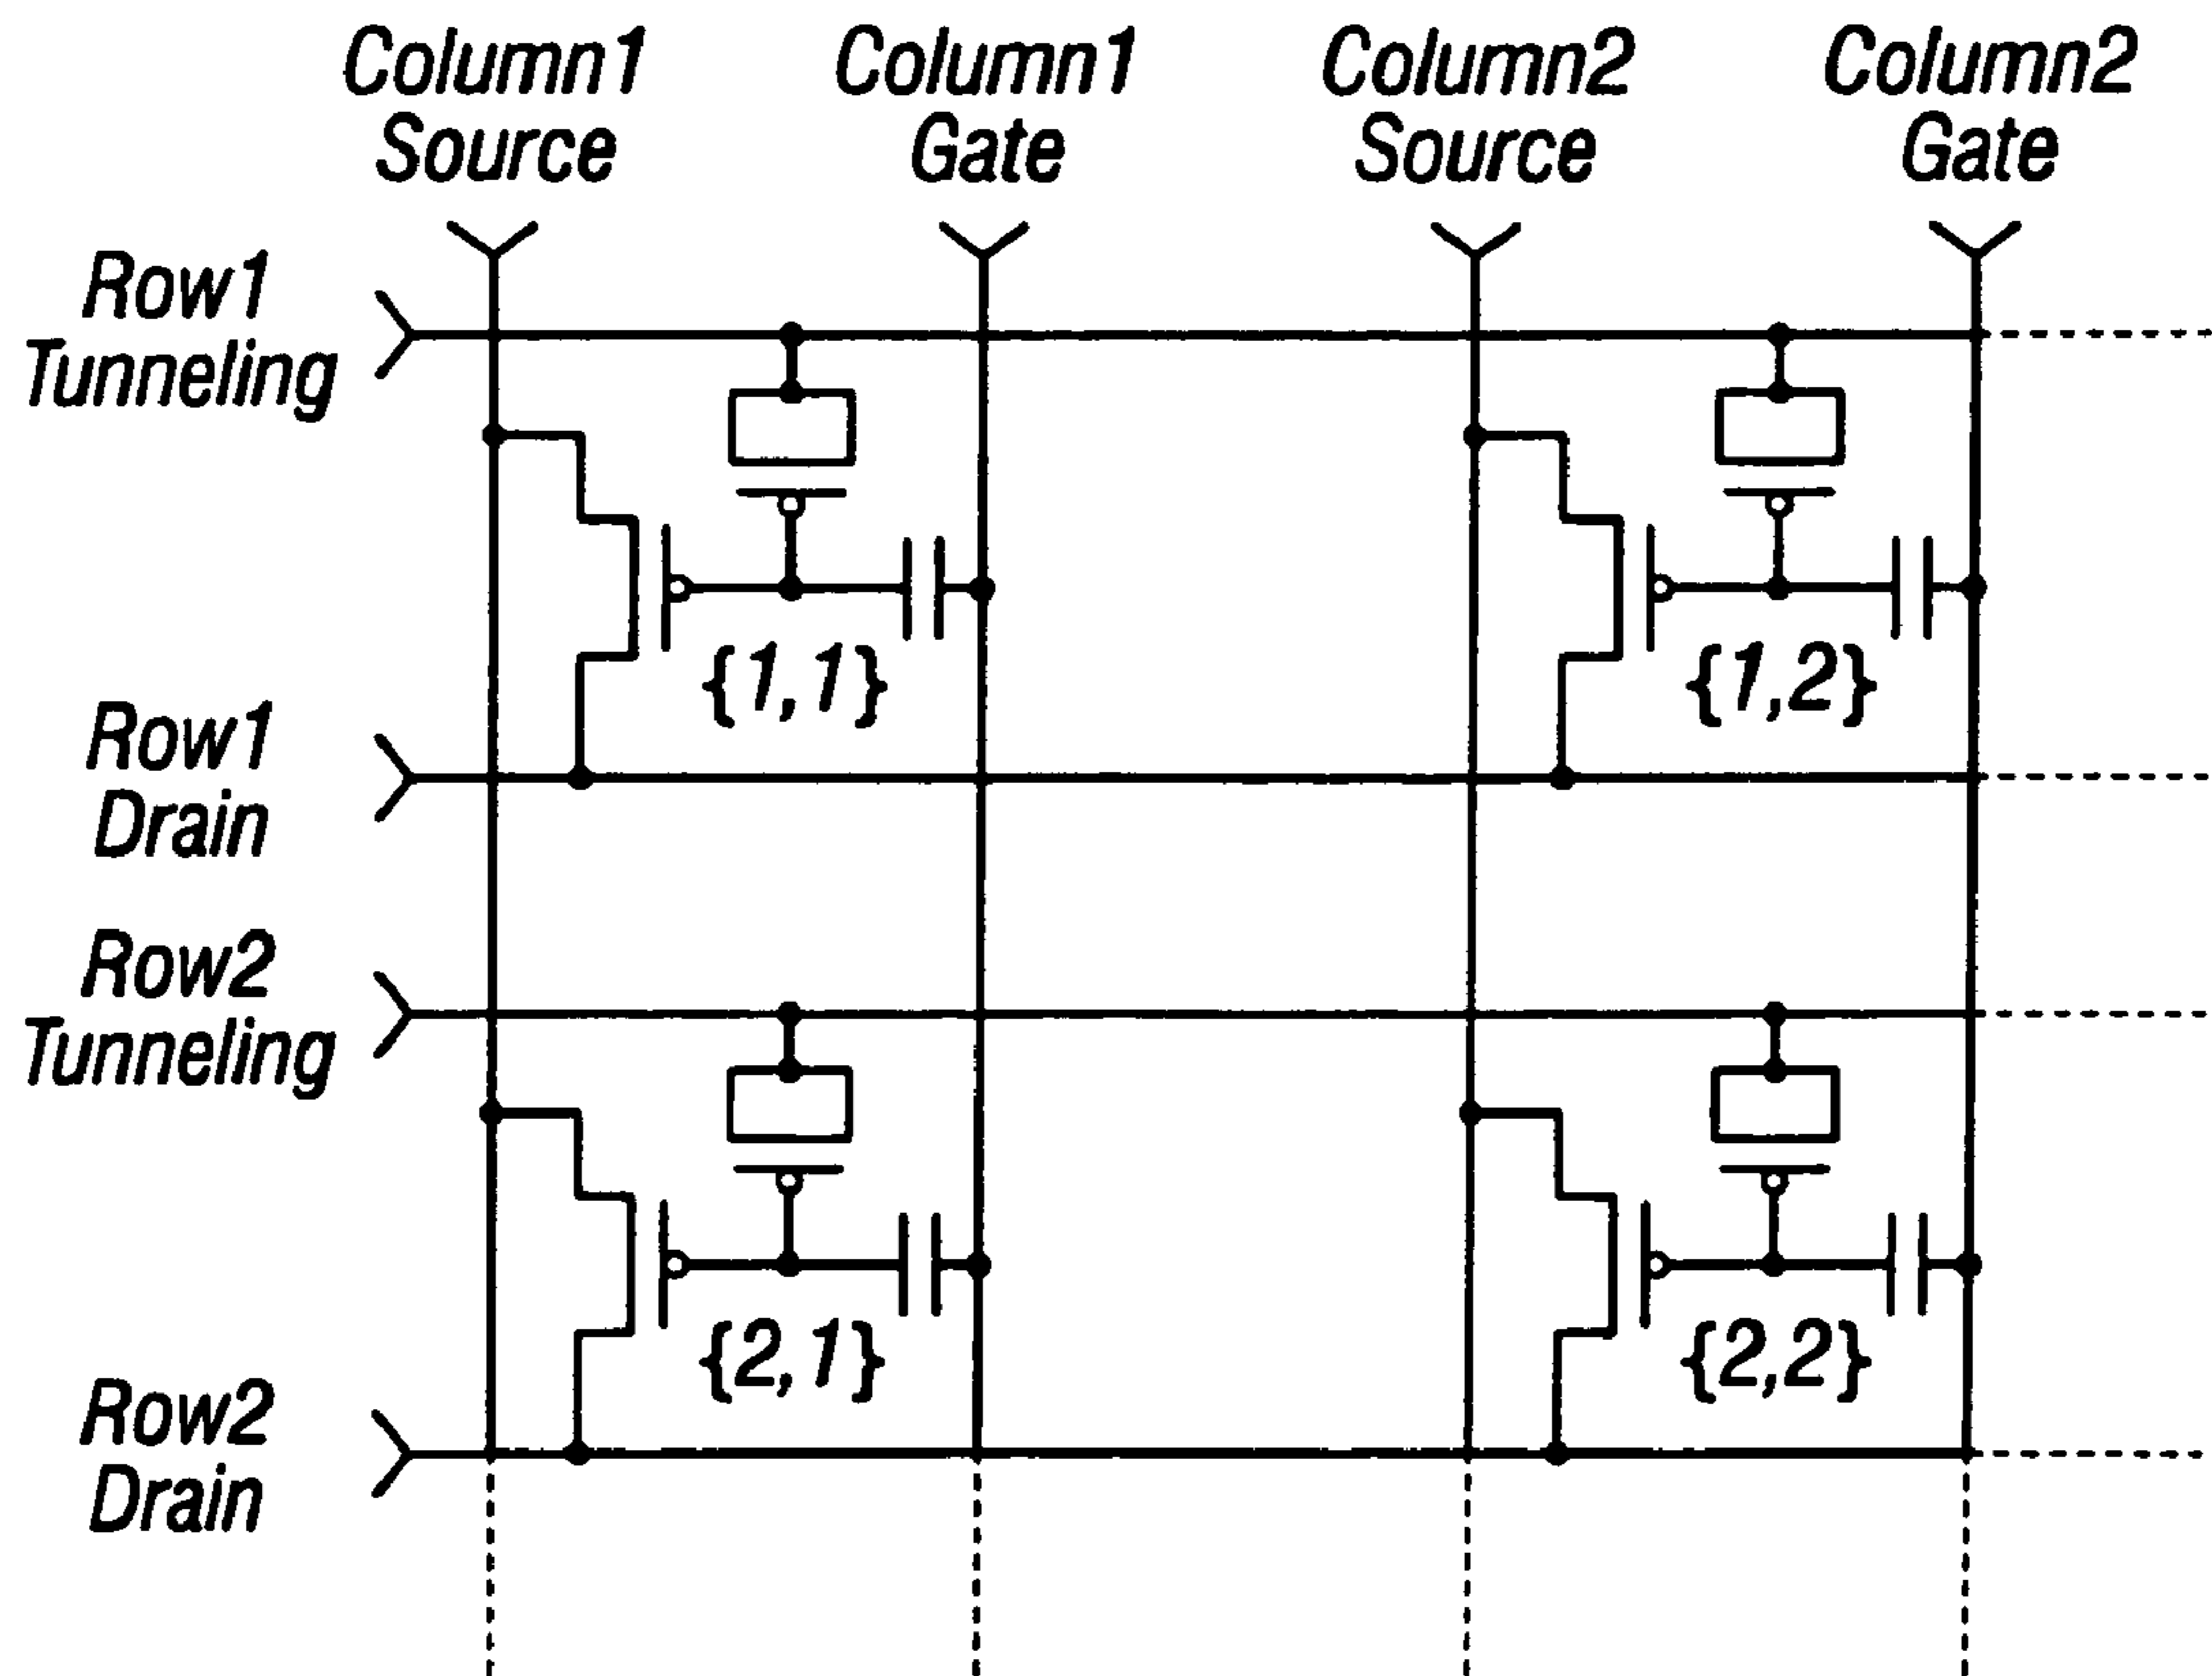 Column1
Source
Column1
Gate
Column2
Source
Column2
Gate
Row1
Tunneling
{1,1}
{1,2}
Row1
Drain
Row2
Tunneling
{2,1}
{2,2}
Row2
Drain